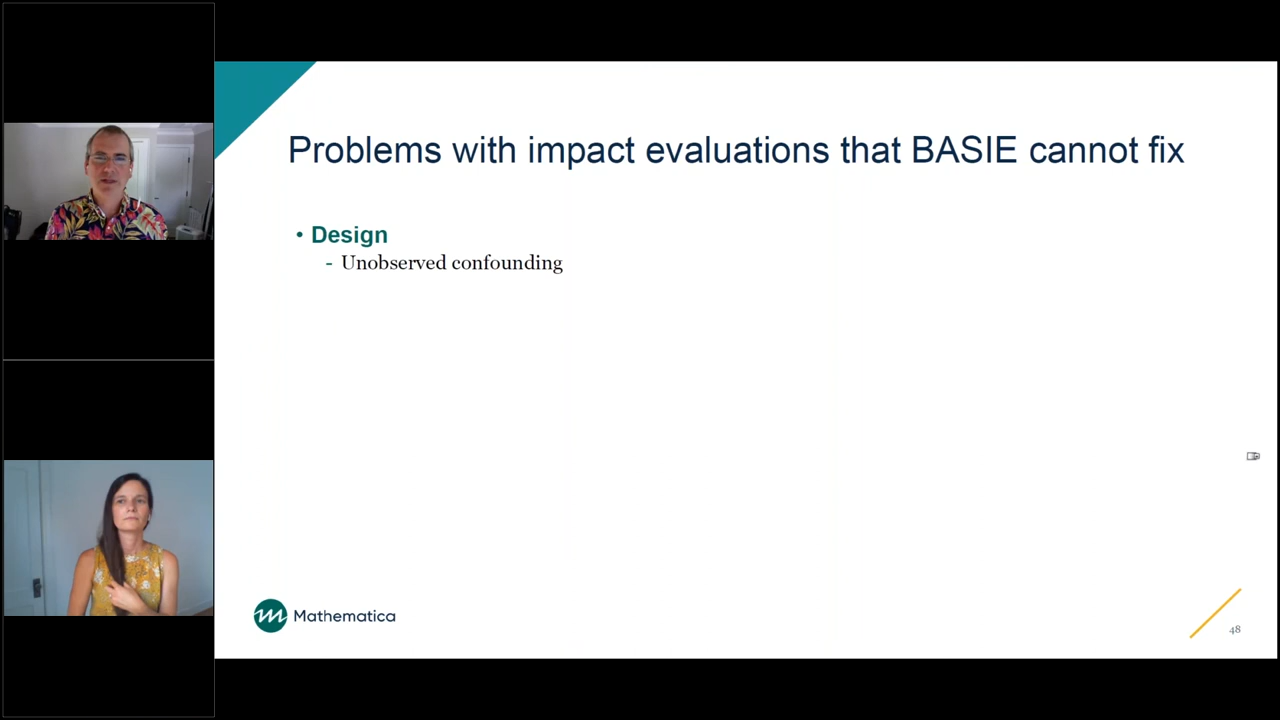 Problems with impact evaluations that BASIE cannot fix
• Design
- Unobserved confounding
Mathematica
48